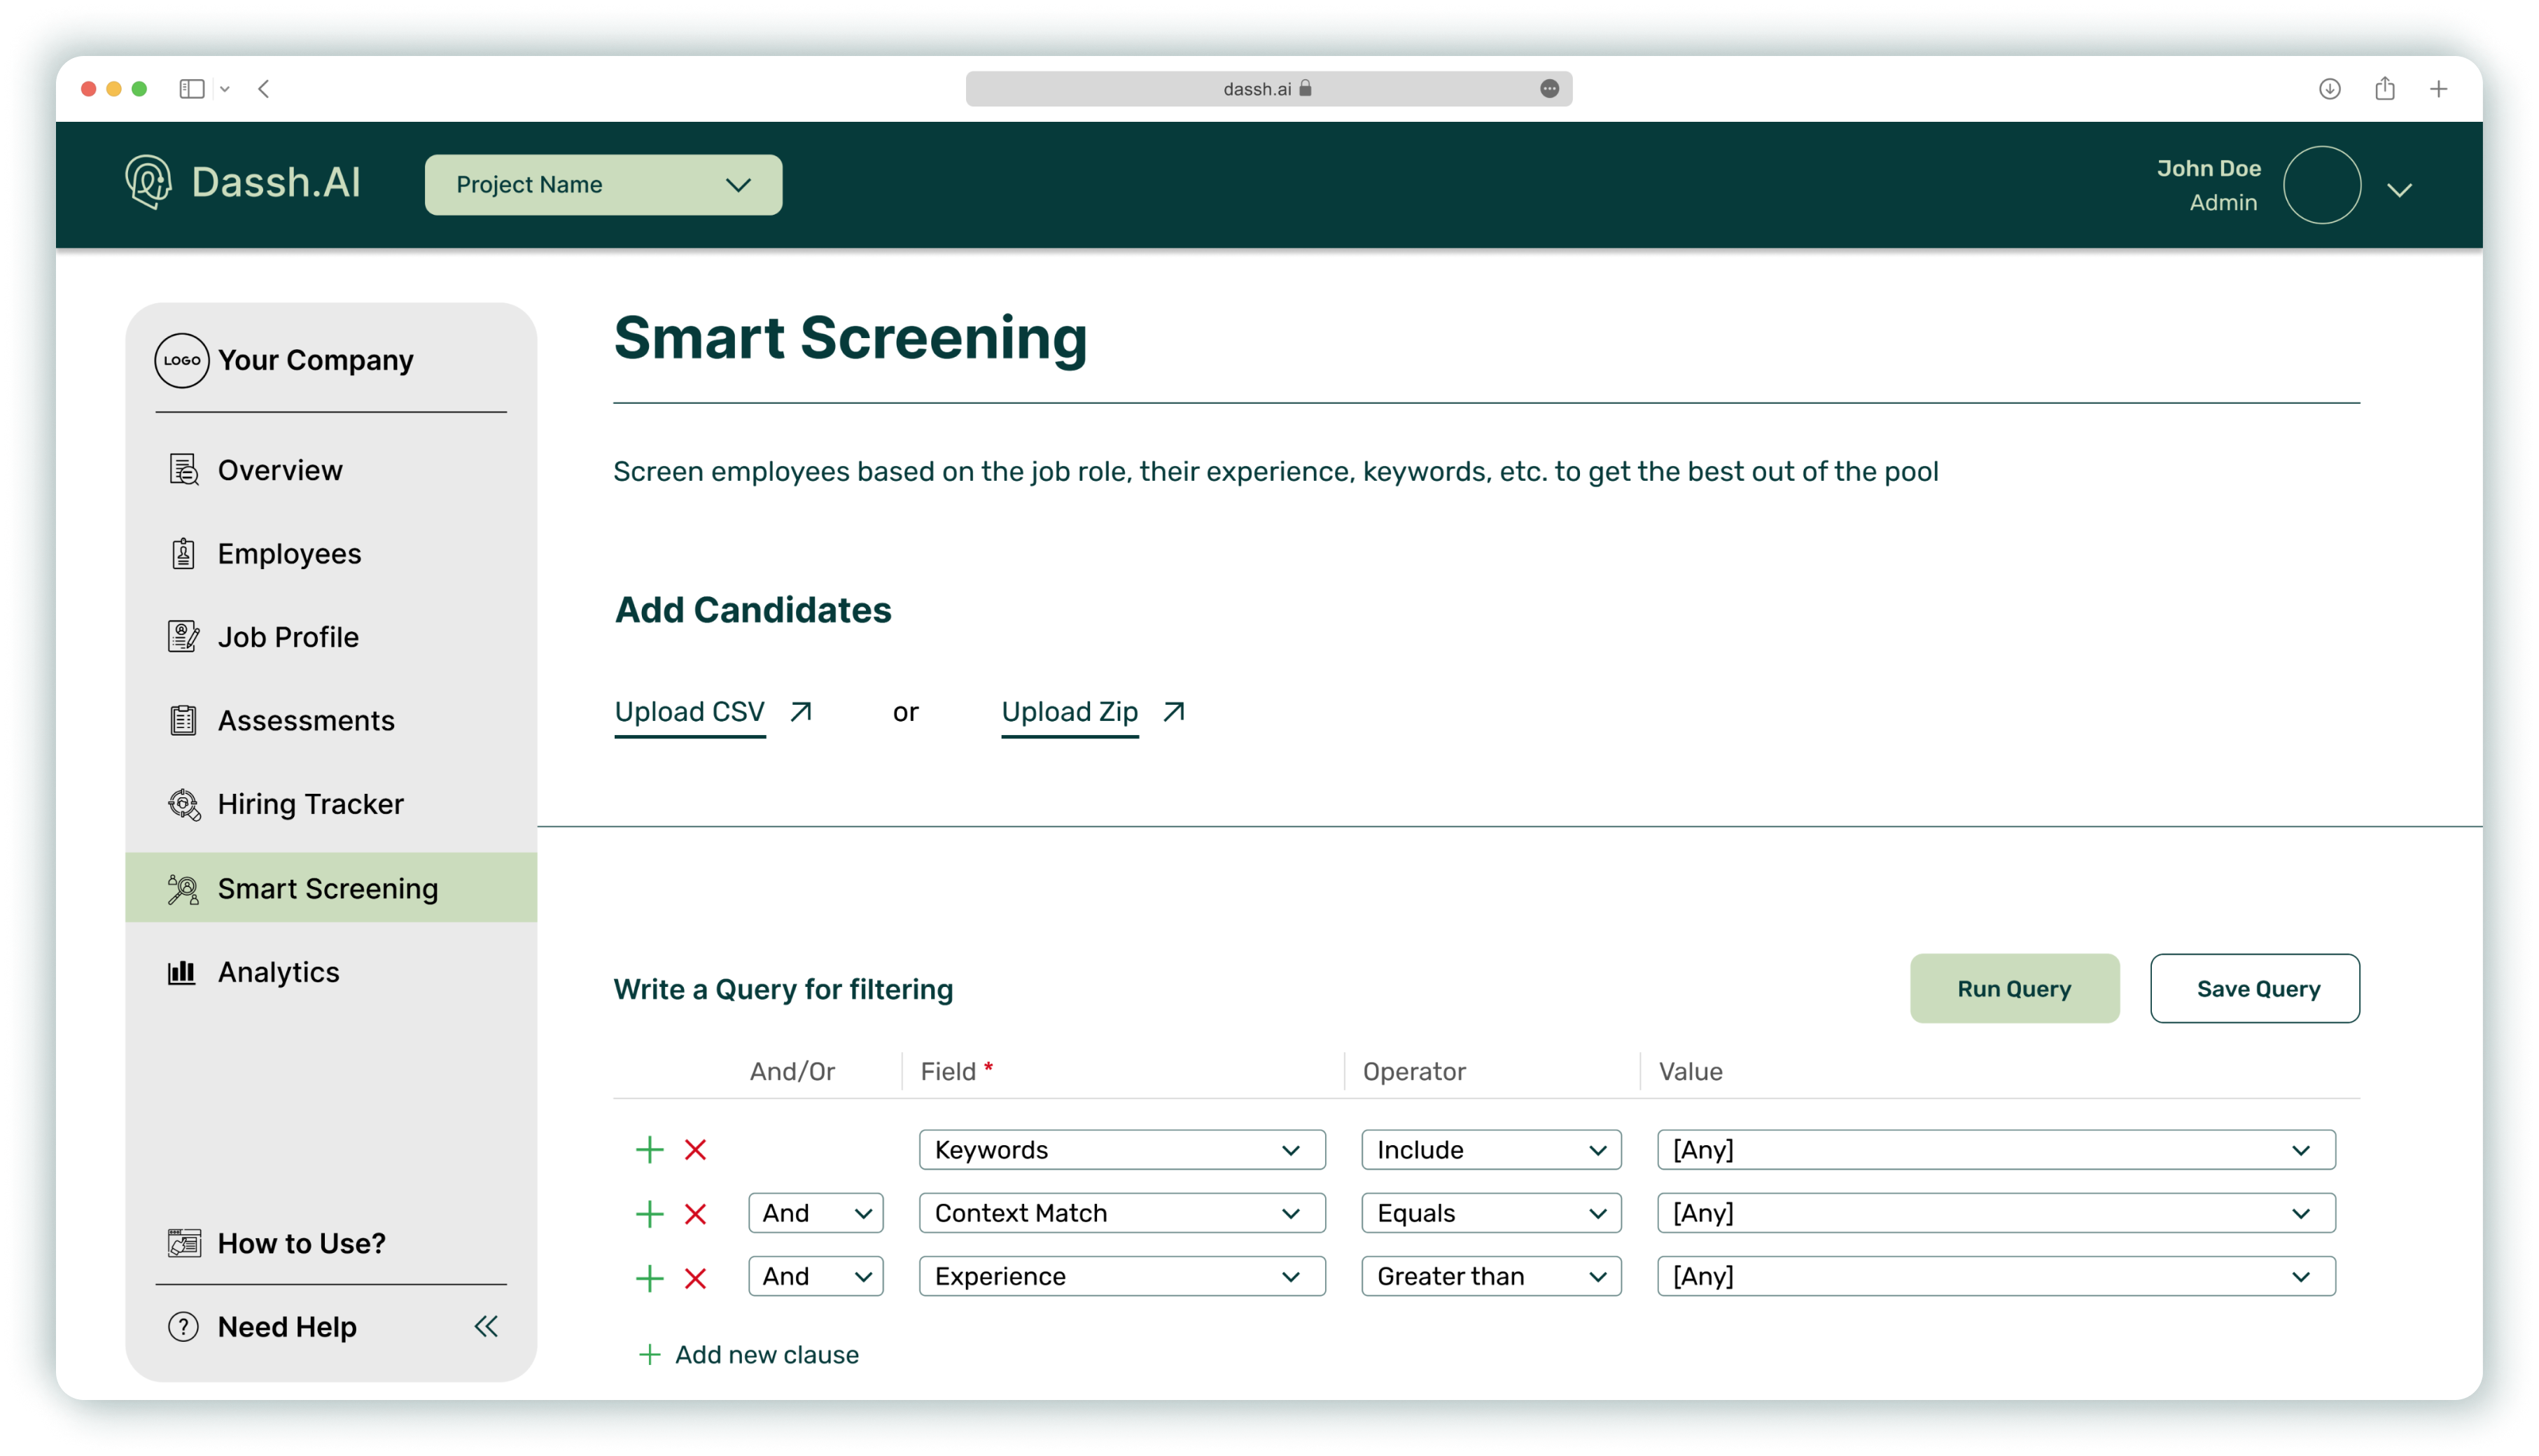 dassh.ai
Dassh.AI
Project Name
John Doe
Admin
LOGO Your Company
Overview
Employees
Job Profile
Assessments
Hiring Tracker
Smart Screening
Analytics
How to Use?
? Need Help
Smart Screening
Screen employees based on the job role, their experience, keywords, etc. to get the best out of the pool
Add Candidates
Upload CSV or Upload Zip
Write a Query for filtering
Run Query
Save Query
And/Or Field * Operator Value
Keywords Include [Any]
And Context Match Equals [Any]
And Experience Greater than [Any]
+ Add new clause